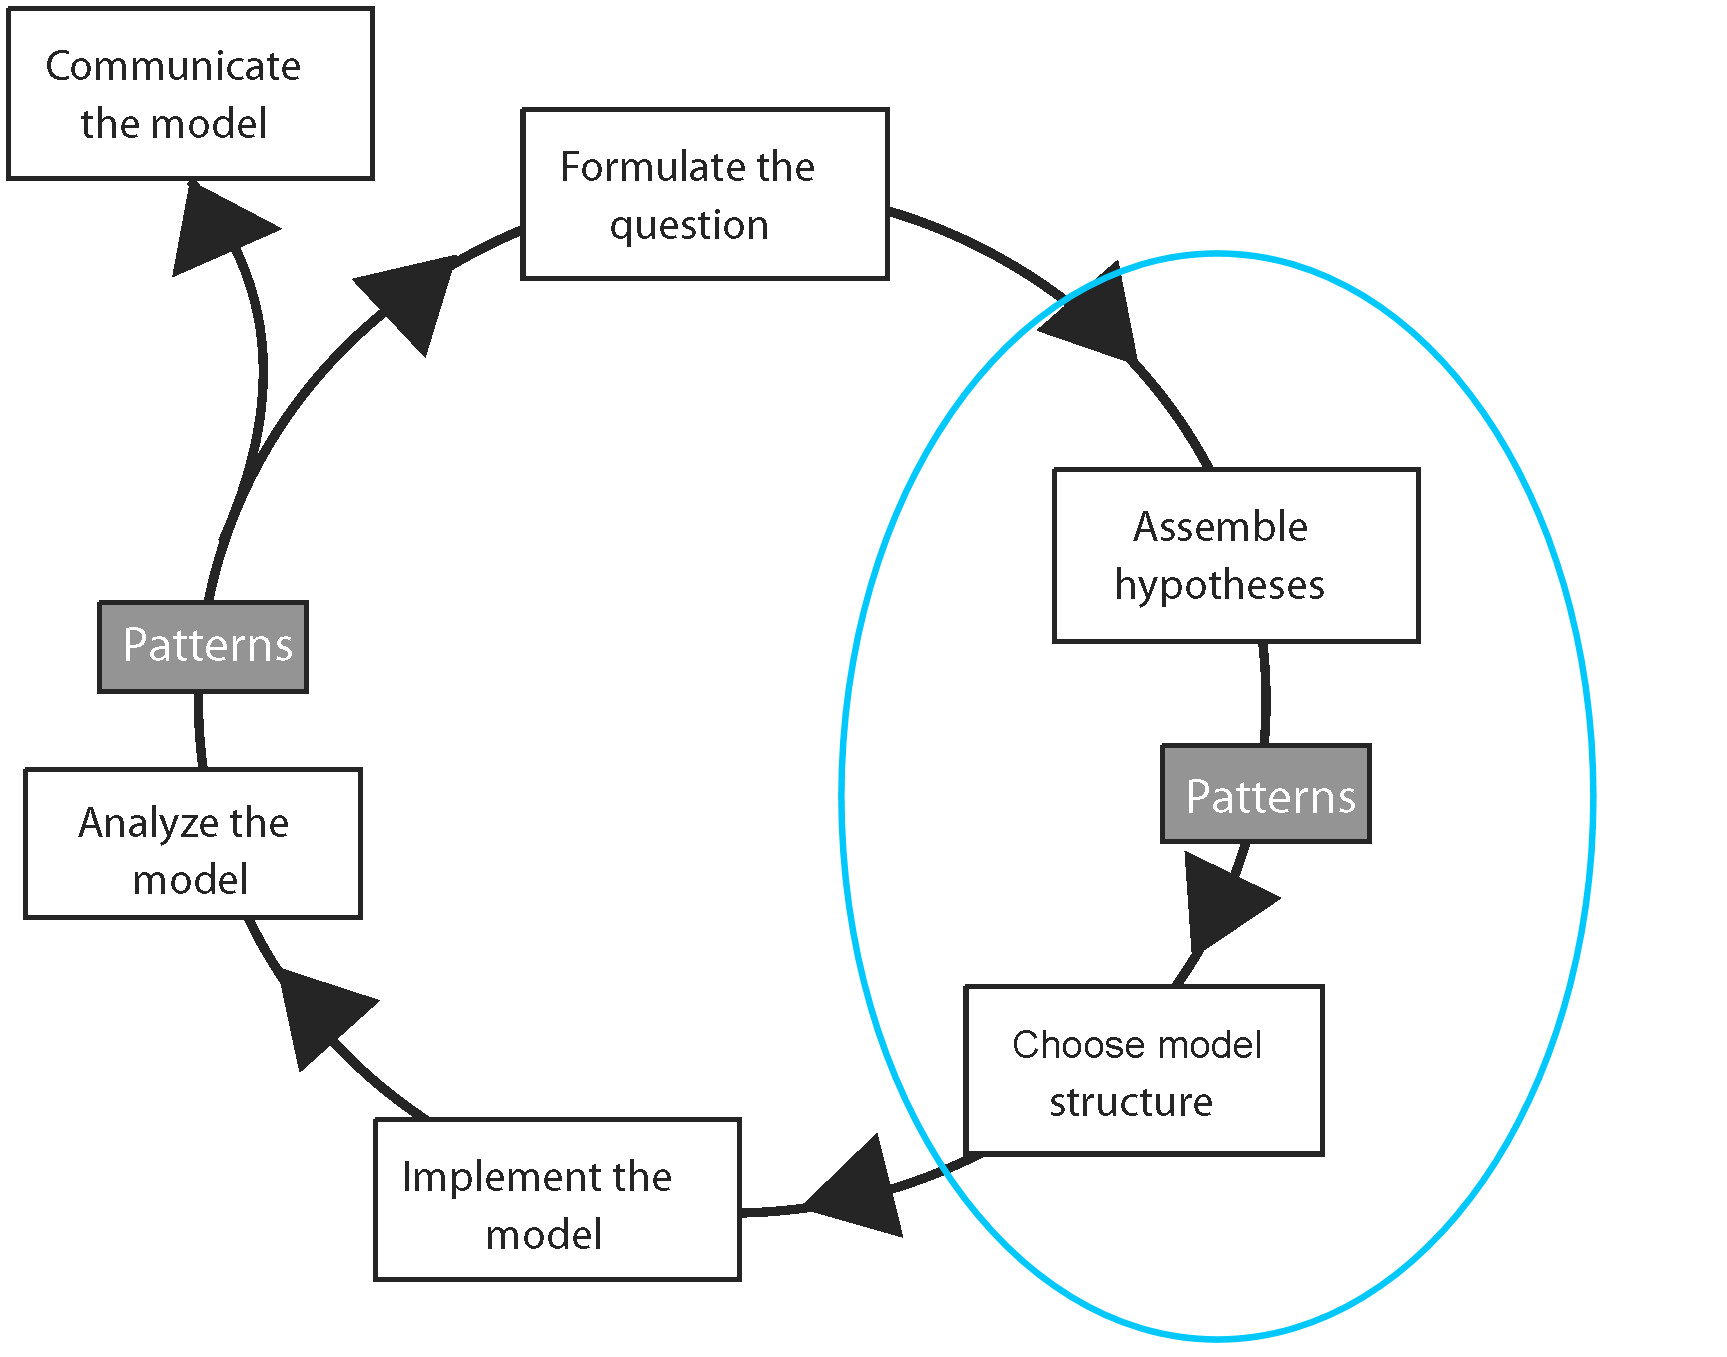 Communicate
the model
Formulate the
question
Assemble
hypotheses
Patterns
Choose model
structure
Implement the
model
Analyze the
model
Patterns